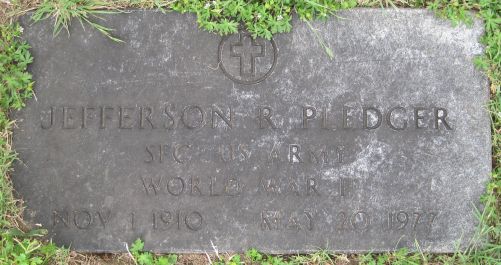 JEFFERSON R PLEDGER
SFC US ARMY
WORLD WAR II
NOV 1 1910 MAY 20 1977